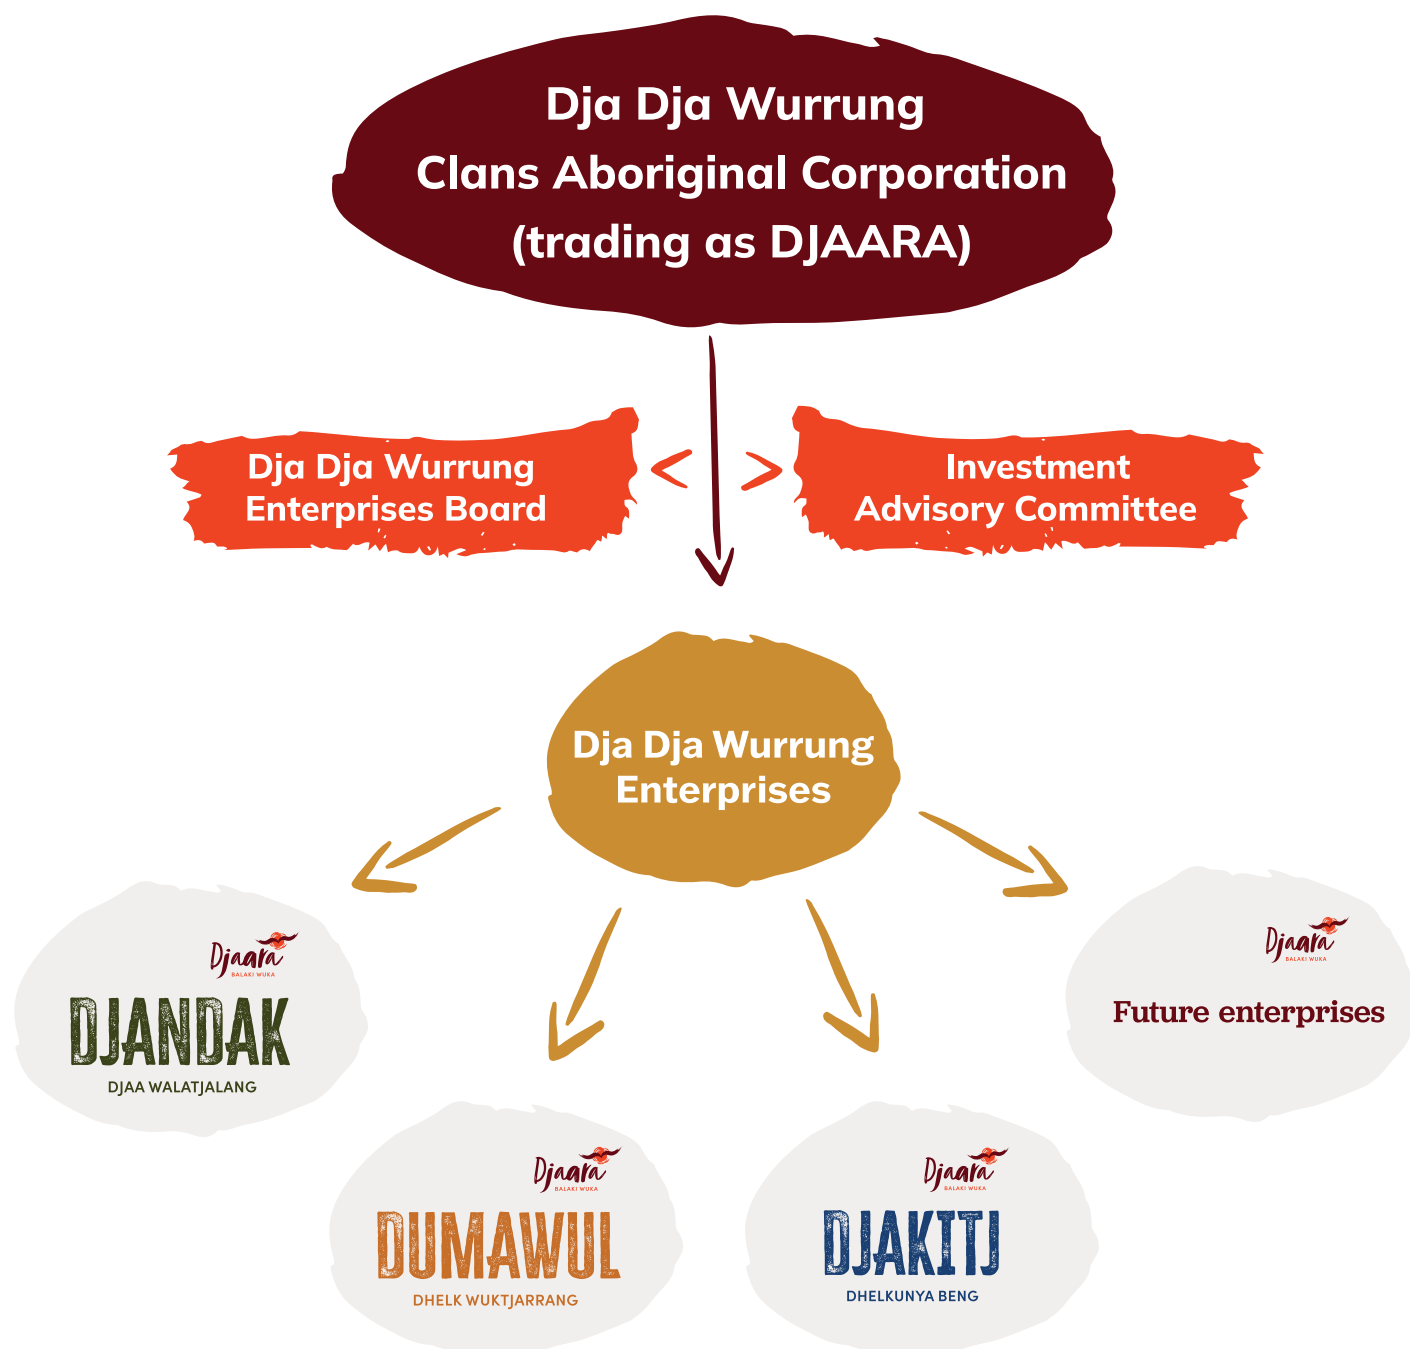 Dja Dja Wurrung
Clans Aboriginal Corporation
(trading as DJAARA)
Dja Dja Wurrung
Enterprises Board
Investment
Advisory Committee
Dja Dja Wurrung
Enterprises
Djaara
BALAKI WUKA
DJANDAK
DJAA WALATJALANG
Djaara
BALAKI WUKA
DUMAWUL
DHELK WUKTJARRANG
Djaara
BALAKI WUKA
DJAKITJ
DHELKUNYA BENG
Djaara
BALAKI WUKA
Future enterprises